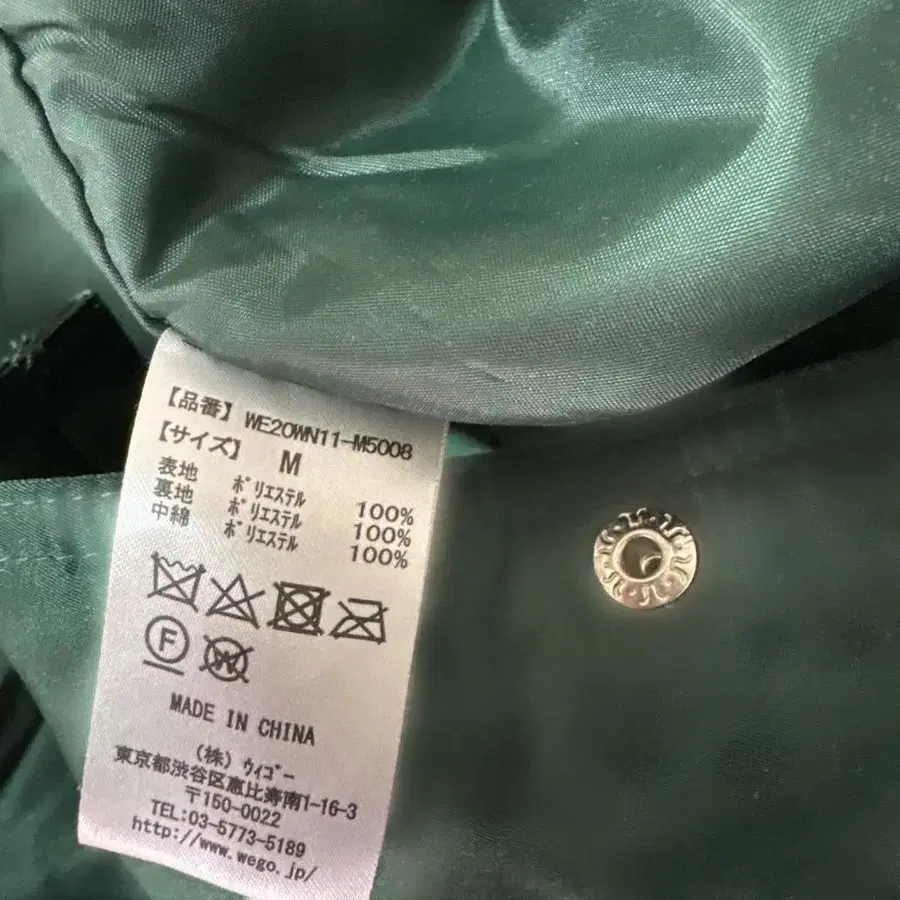 【品番】 WE20WN11-M5008
【サイズ】 M
表地 ポリエステル 100%
裏地 ポリエステル 100%
中綿 ポリエステル 100%
F W
MADE IN CHINA
(株) ウィゴー
東京都渋谷区恵比寿南1-16-3
〒150-0022
TEL:03-5773-5189
http://www.wego.jp/